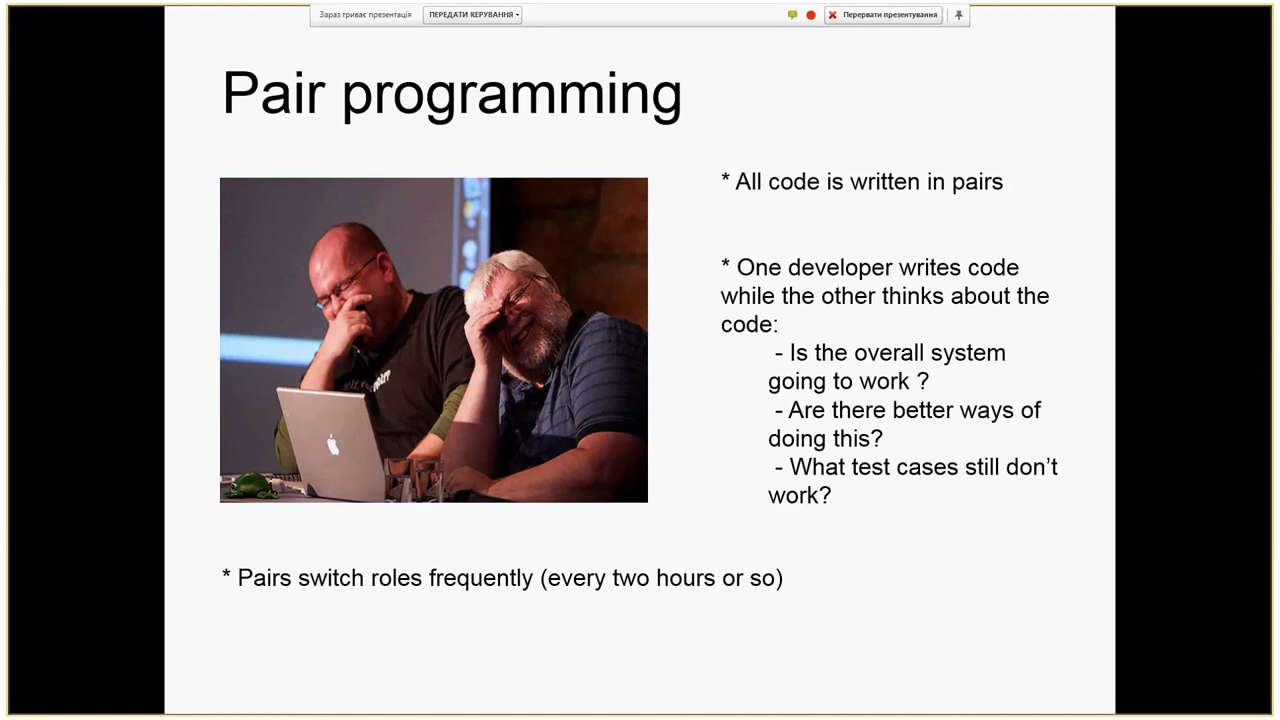 Зараз триває презентація ПЕРЕДАТИ КЕРУВАННЯ Перервати презентування
Pair programming
* All code is written in pairs
* One developer writes code
while the other thinks about the
code:
- Is the overall system
going to work ?
- Are there better ways of
doing this?
- What test cases still don’t
work?
* Pairs switch roles frequently (every two hours or so)